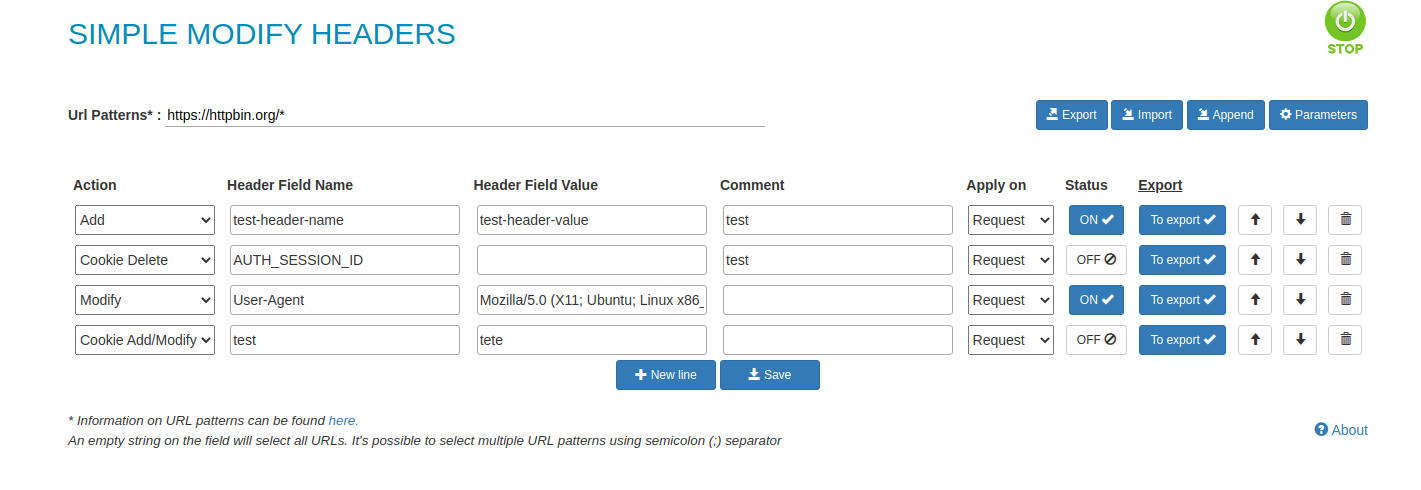 SIMPLE MODIFY HEADERS
STOP
Url Patterns* : https://httpbin.org/* Export Import Append Parameters
Action Header Field Name Header Field Value Comment Apply on Status Export
Add test-header-name test-header-value test Request ON To export
Cookie Delete AUTH_SESSION_ID test Request OFF To export
Modify User-Agent Mozilla/5.0 (X11; Ubuntu; Linux x86_ Request ON To export
Cookie Add/Modify test tete Request OFF To export
New line Save
* Information on URL patterns can be found here.
An empty string on the field will select all URLs. It's possible to select multiple URL patterns using semicolon (;) separator
About